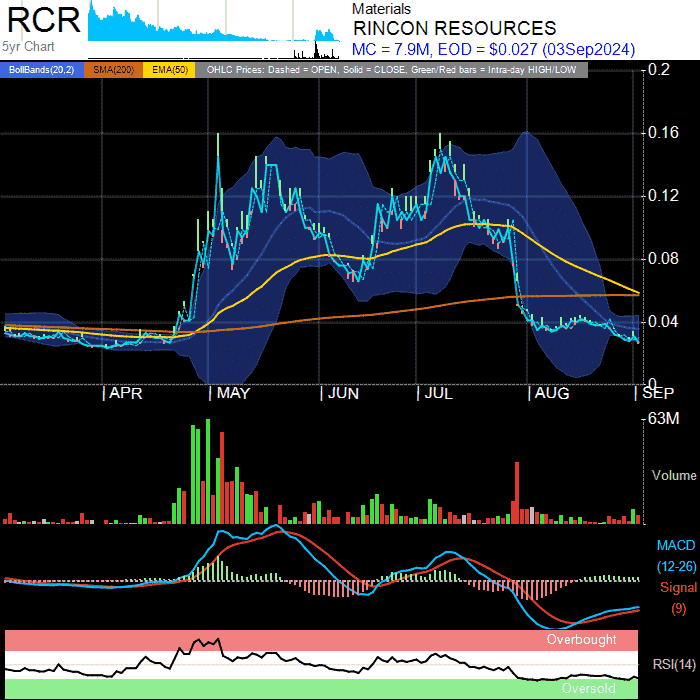 RCR
5yr Chart
Materials
RINCON RESOURCES
MC = 7.9M, EOD = $0.027 (03Sep2024)
BollBands(20,2) SMA(200) EMA(50) OHLC Prices: Dashed = OPEN, Solid = CLOSE, Green/Red bars = Intra-day HIGH/LOW
0.2
0.16
0.12
0.08
0.04
0
APR MAY JUN JUL AUG SEP
63M
Volume
MACD
(12-26)
Signal
(9)
Overbought
RSI(14)
Oversold